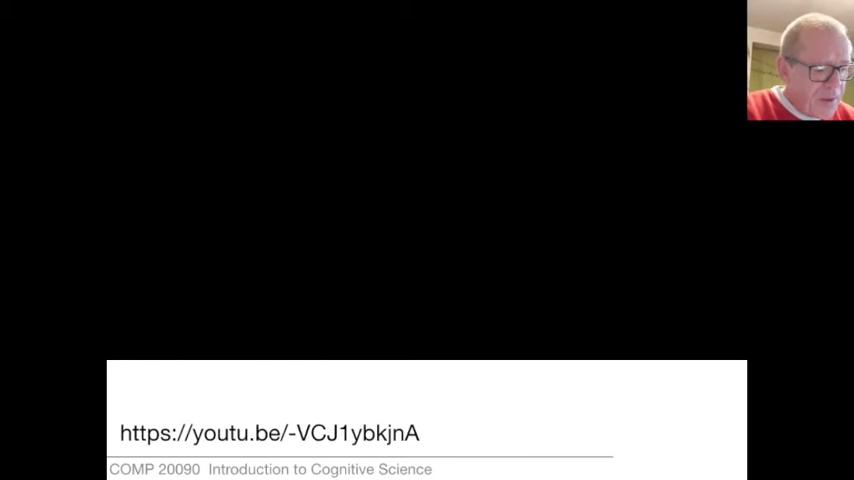 https://youtu.be/-VCJ1ybkjnA
COMP 20090 Introduction to Cognitive Science